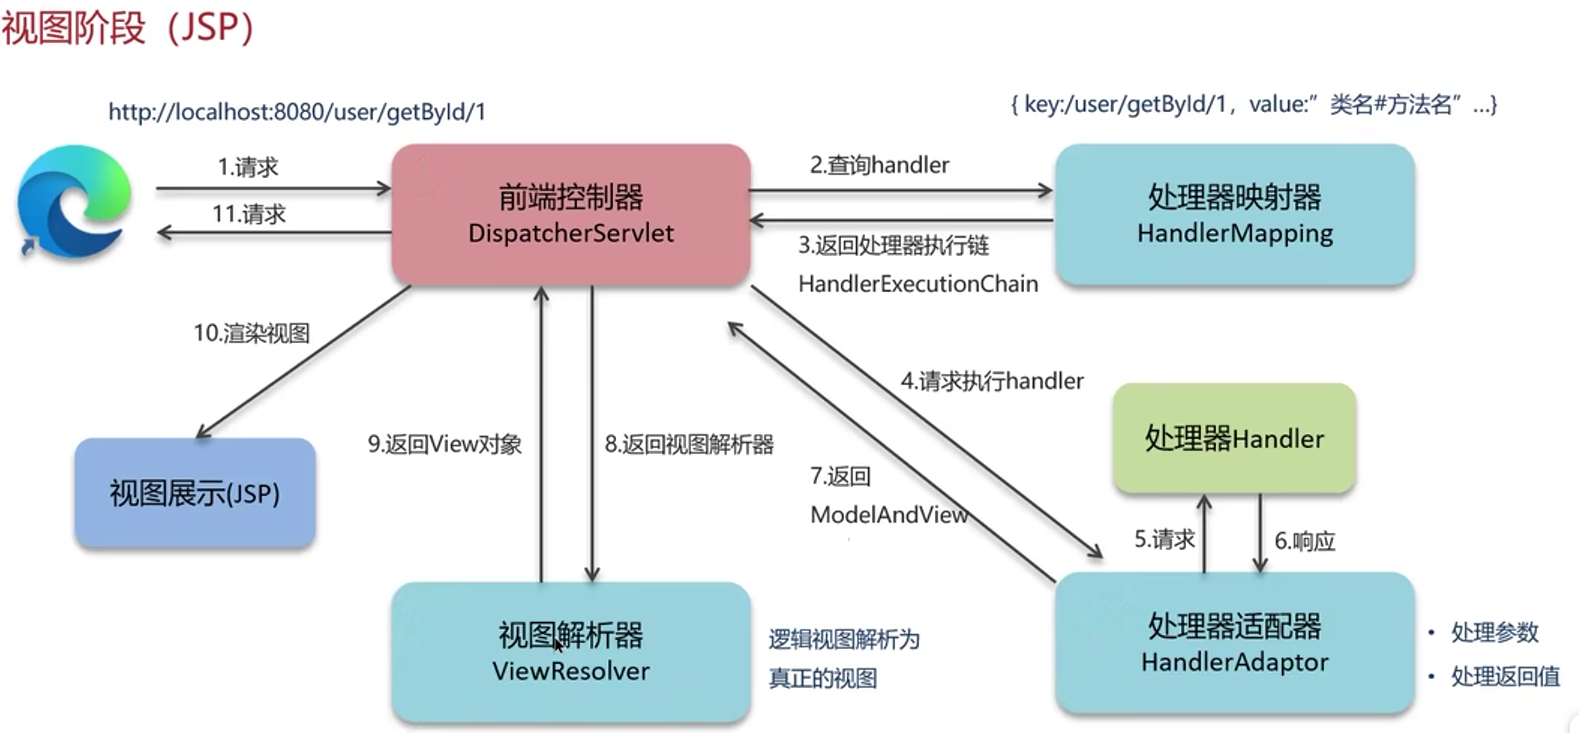 视图阶段（JSP）
http://localhost:8080/user/getById/1
{ key:/user/getById/1，value:”类名#方法名”...}
1.请求
11.请求
前端控制器
DispatcherServlet
2.查询handler
3.返回处理器执行链
HandlerExecutionChain
处理器映射器
HandlerMapping
10.渲染视图
4.请求执行handler
处理器Handler
9.返回View对象
8.返回视图解析器
7.返回
ModelAndView
视图展示(JSP)
5.请求
6.响应
视图解析器
ViewResolver
逻辑视图解析为
真正的视图
处理器适配器
HandlerAdaptor
• 处理参数
• 处理返回值